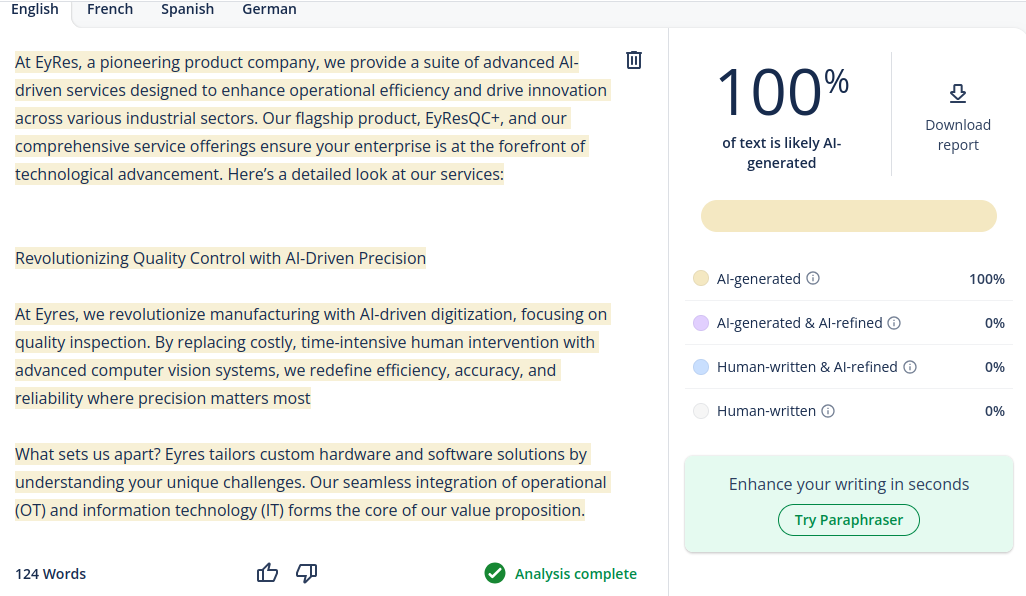 English French Spanish German
At EyRes, a pioneering product company, we provide a suite of advanced AI-
driven services designed to enhance operational efficiency and drive innovation
across various industrial sectors. Our flagship product, EyResQC+, and our
comprehensive service offerings ensure your enterprise is at the forefront of
technological advancement. Here’s a detailed look at our services:
Revolutionizing Quality Control with AI-Driven Precision
At Eyres, we revolutionize manufacturing with AI-driven digitization, focusing on
quality inspection. By replacing costly, time-intensive human intervention with
advanced computer vision systems, we redefine efficiency, accuracy, and
reliability where precision matters most
What sets us apart? Eyres tailors custom hardware and software solutions by
understanding your unique challenges. Our seamless integration of operational
(OT) and information technology (IT) forms the core of our value proposition.
124 Words
Analysis complete
100%
of text is likely AI-
generated
Download
report
AI-generated 100%
AI-generated & AI-refined 0%
Human-written & AI-refined 0%
Human-written 0%
Enhance your writing in seconds
Try Paraphraser